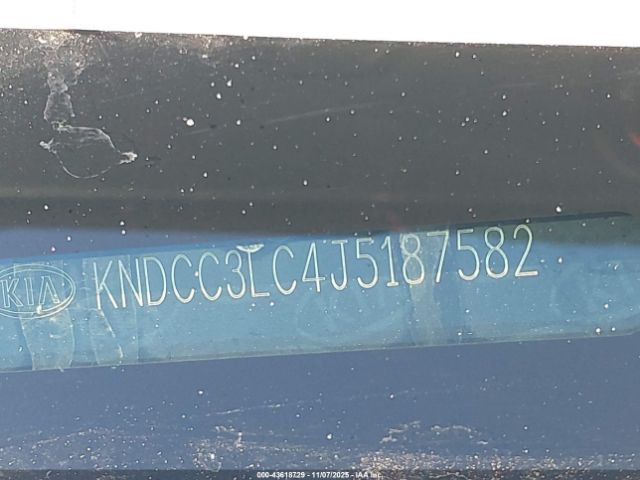 KIA KNDCC3LC4J5187582
000-43618729 - 11/07/2025 - IAA Inc.